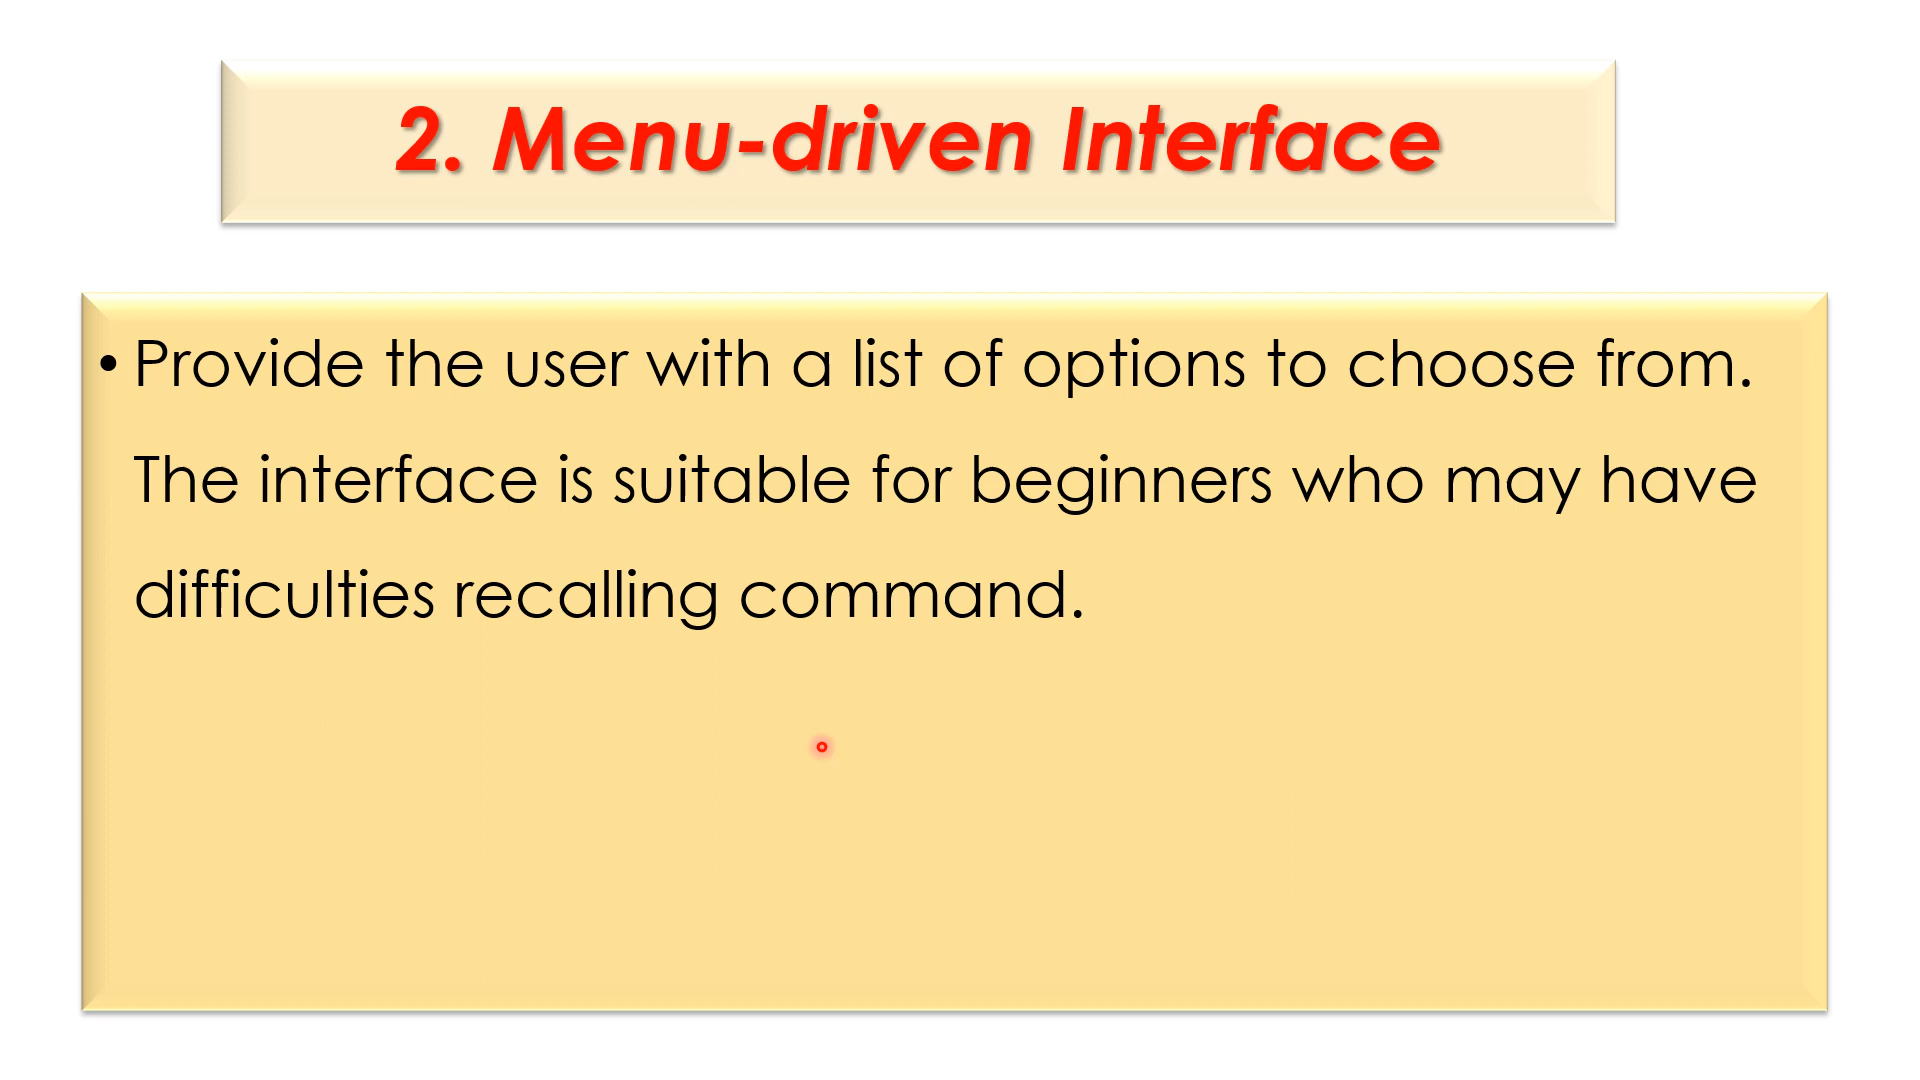 2. Menu-driven Interface
• Provide the user with a list of options to choose from.
The interface is suitable for beginners who may have
difficulties recalling command.